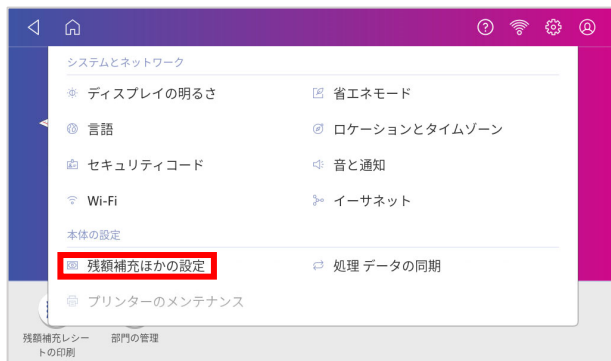 システムとネットワーク
ディスプレイの明るさ
省エネモード
言語
ロケーションとタイムゾーン
セキュリティコード
音と通知
Wi-Fi
イーサネット
本体の設定
残額補充ほかの設定
処理 データの同期
プリンターのメンテナンス
残額補充レシー
トの印刷
部門の管理